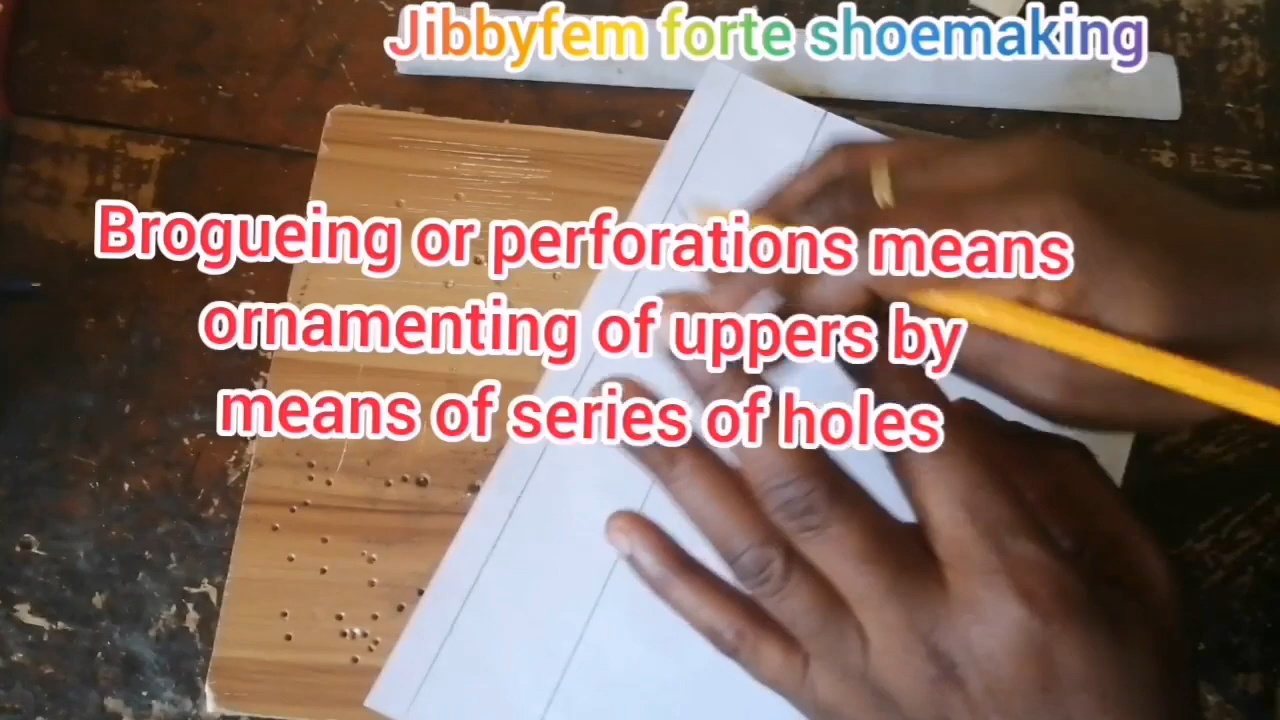 Jibbyfem forte shoemaking
Brogueing or perforations means
ornamenting of uppers by
means of series of holes